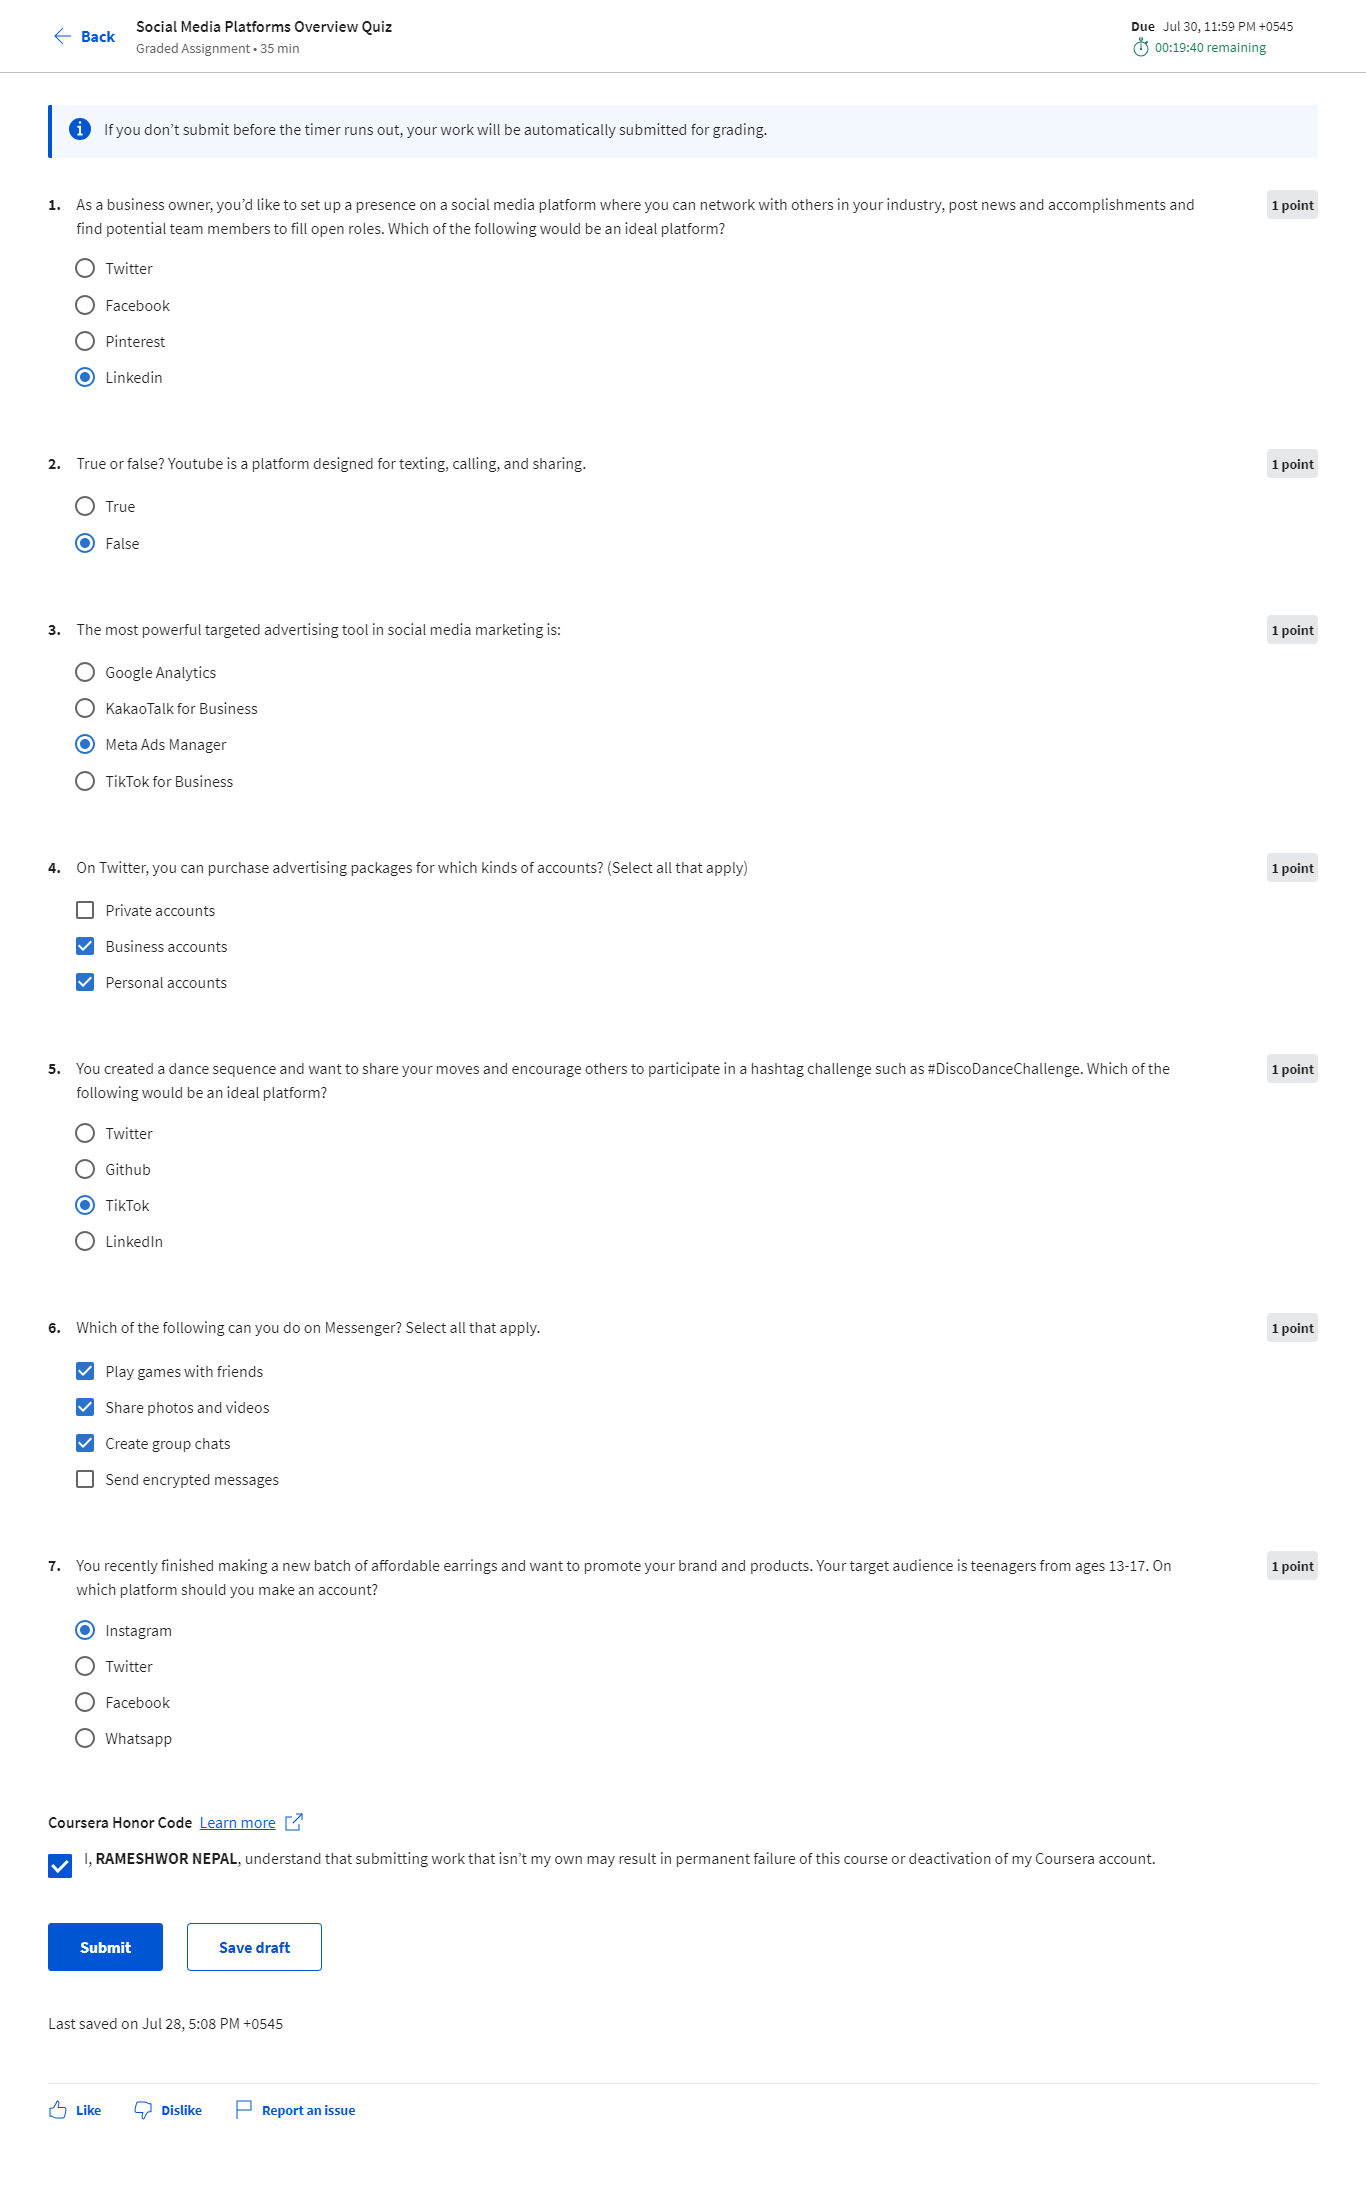 Back
Social Media Platforms Overview Quiz
Graded Assignment • 35 min
Due Jul 30, 11:59 PM +0545
00:19:40 remaining
If you don’t submit before the timer runs out, your work will be automatically submitted for grading.
1. As a business owner, you’d like to set up a presence on a social media platform where you can network with others in your industry, post news and accomplishments and
find potential team members to fill open roles. Which of the following would be an ideal platform?
1 point
Twitter
Facebook
Pinterest
Linkedin
2. True or false? Youtube is a platform designed for texting, calling, and sharing.
1 point
True
False
3. The most powerful targeted advertising tool in social media marketing is:
1 point
Google Analytics
KakaoTalk for Business
Meta Ads Manager
TikTok for Business
4. On Twitter, you can purchase advertising packages for which kinds of accounts? (Select all that apply)
1 point
Private accounts
Business accounts
Personal accounts
5. You created a dance sequence and want to share your moves and encourage others to participate in a hashtag challenge such as #DiscoDanceChallenge. Which of the
following would be an ideal platform?
1 point
Twitter
Github
TikTok
LinkedIn
6. Which of the following can you do on Messenger? Select all that apply.
1 point
Play games with friends
Share photos and videos
Create group chats
Send encrypted messages
7. You recently finished making a new batch of affordable earrings and want to promote your brand and products. Your target audience is teenagers from ages 13-17. On
which platform should you make an account?
1 point
Instagram
Twitter
Facebook
Whatsapp
Coursera Honor Code Learn more
I, RAMESHWOR NEPAL, understand that submitting work that isn’t my own may result in permanent failure of this course or deactivation of my Coursera account.
Submit
Save draft
Last saved on Jul 28, 5:08 PM +0545
Like
Dislike
Report an issue